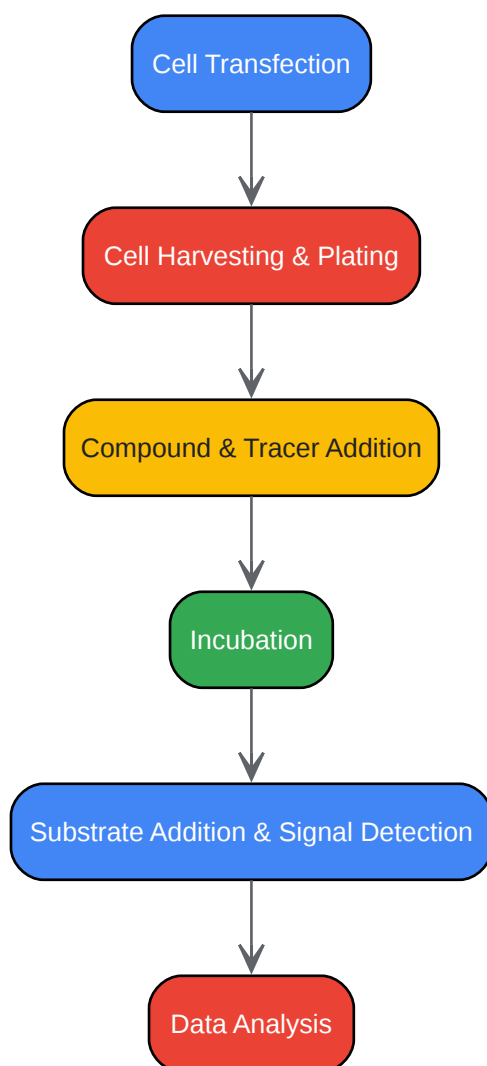 Cell Transfection
Cell Harvesting & Plating
Compound & Tracer Addition
Incubation
Substrate Addition & Signal Detection
Data Analysis